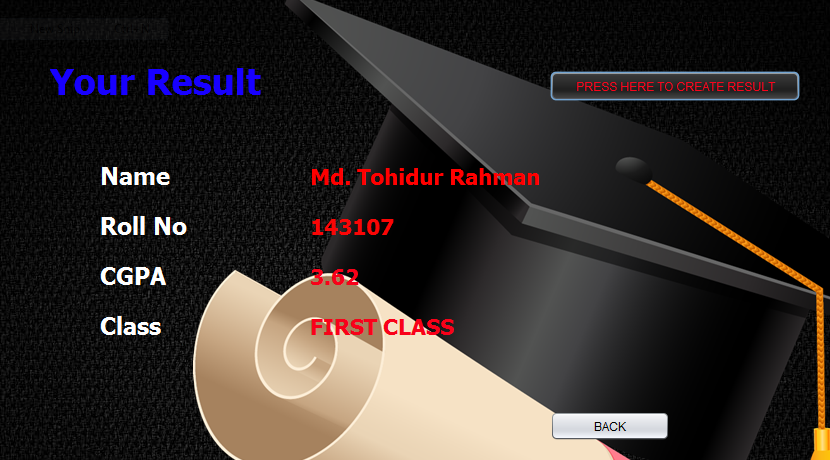 Your Result
PRESS HERE TO CREATE RESULT
Name Md. Tohidur Rahman
Roll No 143107
CGPA 3.62
Class FIRST CLASS
BACK